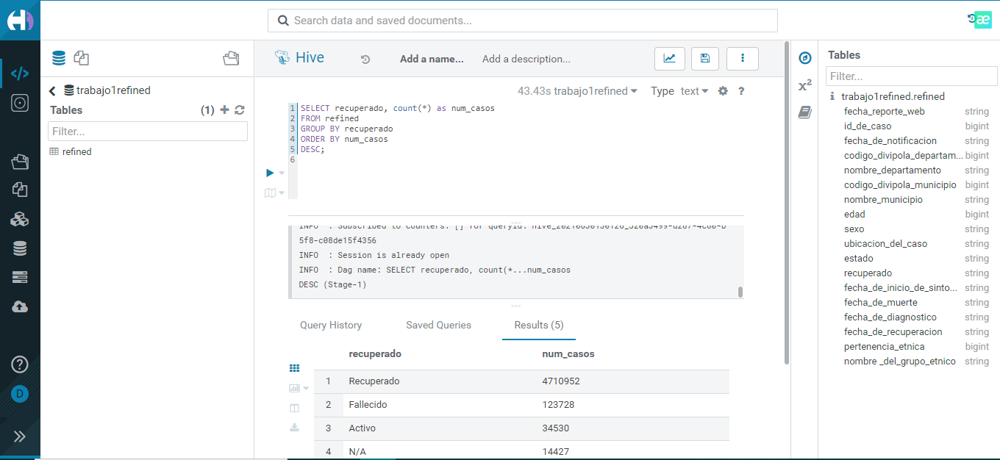 Search data and saved documents...
æ
Hive
Add a name...
Add a description...
trabajo1refined
Tables
(1)
Filter...
refined
43.43s trabajo1refined
Type text
?
1 SELECT recuperado, count(*) as num_casos
2 FROM refined
3 GROUP BY recuperado
4 ORDER BY num_casos
5 DESC;
6
INFO : Subscribed to counters: [] for queryId:
5f8-c08de15f4356
INFO : Session is already open
INFO : Dag name: SELECT recuperado, count(*...num_casos
DESC (Stage-1)
Query History
Saved Queries
Results (5)
recuperado num_casos
1 Recuperado 4710952
2 Fallecido 123728
3 Activo 34530
4 N/A 14427
?
D
x²
Tables
Filter...
trabajo1refined.refined
fecha_reporte_web string
id_de_caso bigint
fecha_de_notificacion string
codigo_divipola_departam... bigint
nombre_departamento string
codigo_divipola_municipio bigint
nombre_municipio string
edad bigint
sexo string
ubicacion_del_caso string
estado string
recuperado string
fecha_de_inicio_de_sinto... string
fecha_de_muerte string
fecha_de_diagnostico string
fecha_de_recuperacion string
pertenencia_etnica bigint
nombre _del_grupo_etnico string